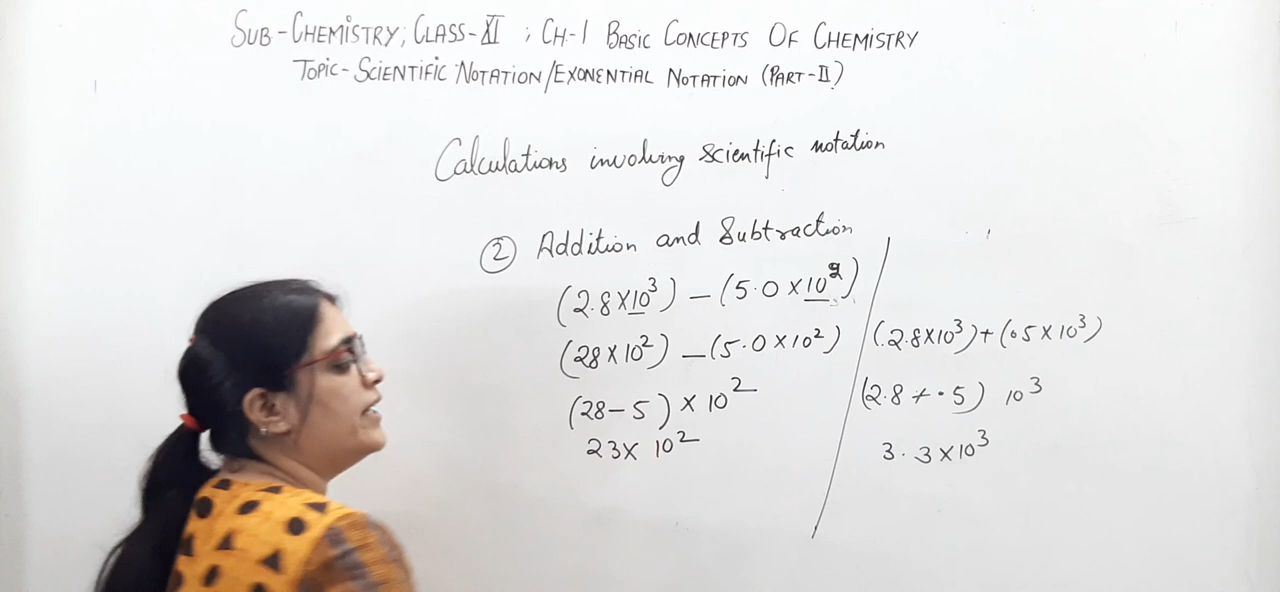 SUB-CHEMISTRY; CLASS-XI ; CH-1 BASIC CONCEPTS OF CHEMISTRY
TOPIC-SCIENTIFIC NOTATION/EXONENTIAL NOTATION (PART-II)
Calculations involving scientific notation
② Addition and Subtraction
(2.8×10³) – (5.0×10²)
(28×10²) – (5.0×10²)
(28-5) × 10²
23× 10²
(2.8×10³)+(.5×10³)
(2.8+.5) 10³
3.3×10³